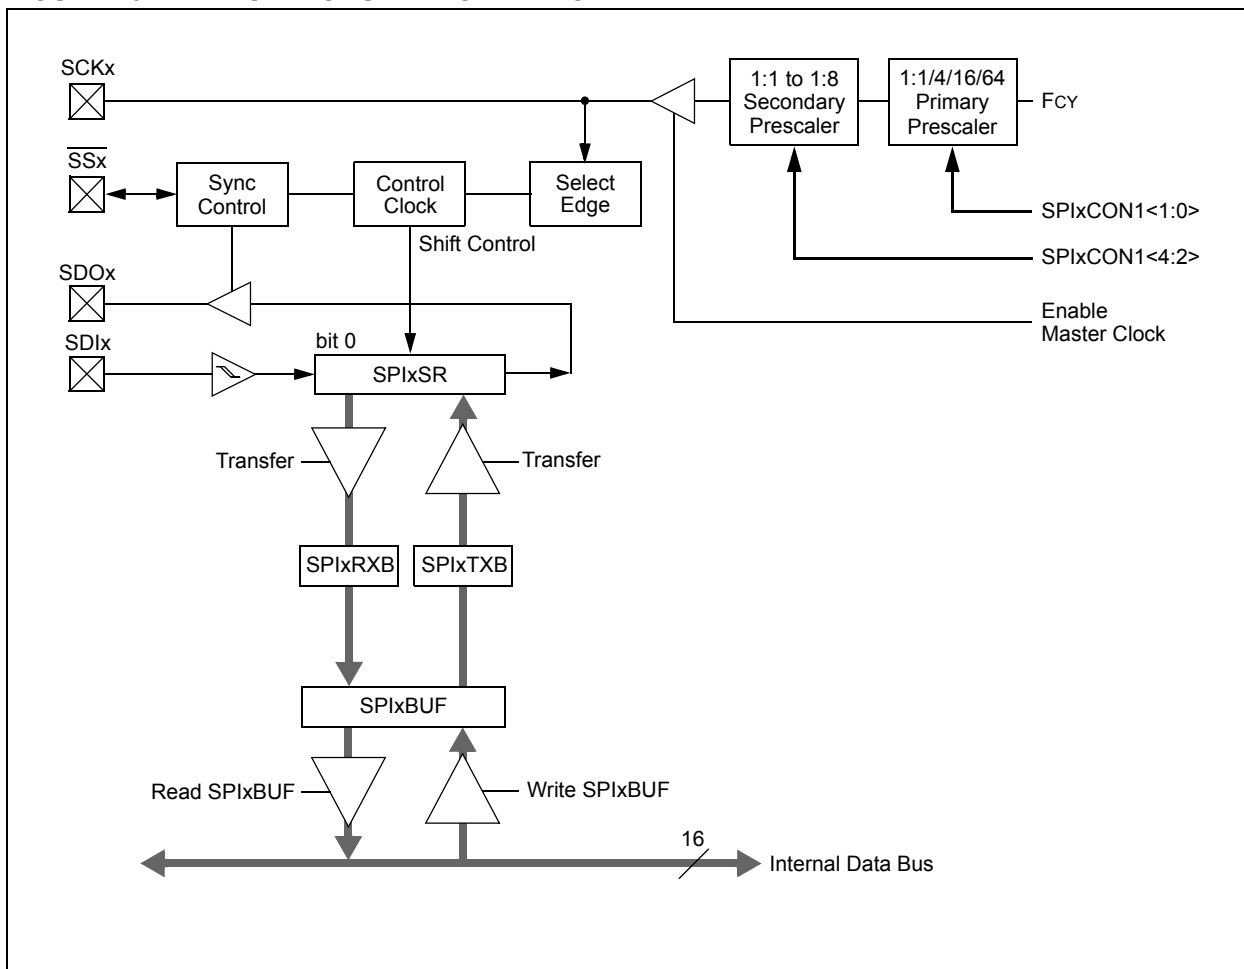 SCKx
1:1 to 1:8
Secondary
Prescaler
1:1/4/16/64
Primary
Prescaler
FCY
SSx
Sync
Control
Control
Clock
Select
Edge
SPIxCON1<1:0>
Shift Control
SPIxCON1<4:2>
SDOx
Enable
Master Clock
SDIx
bit 0
SPIxSR
Transfer
Transfer
SPIxRXB
SPIxTXB
SPIxBUF
Read SPIxBUF
Write SPIxBUF
16
Internal Data Bus